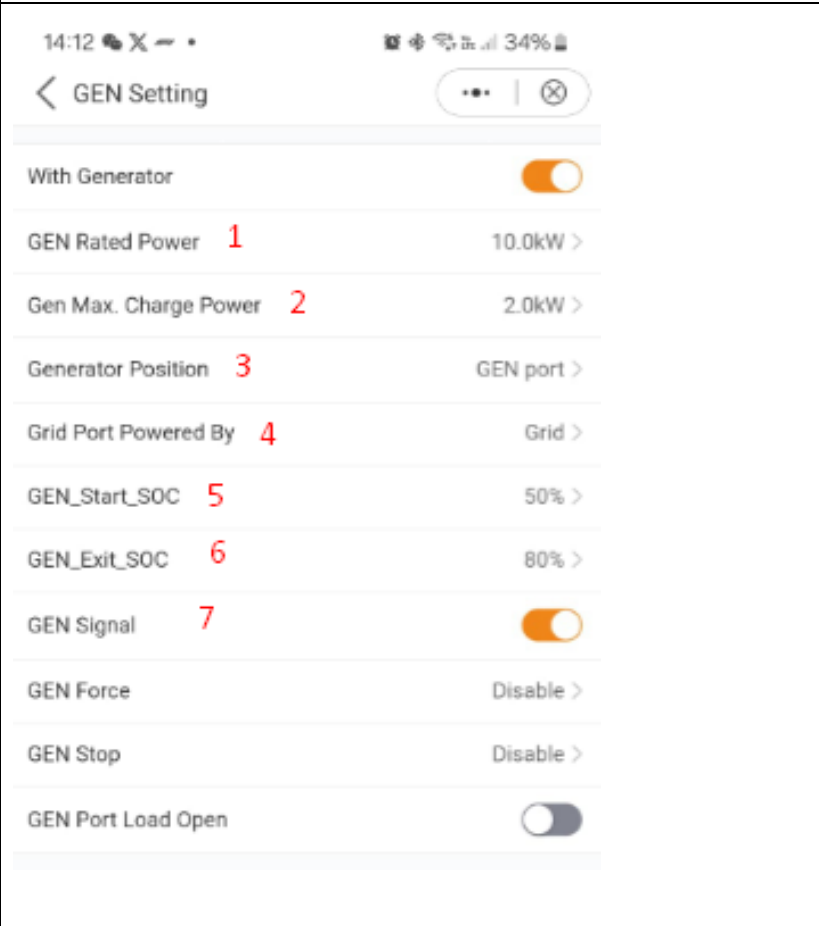 14:12
34%
GEN Setting
With Generator
GEN Rated Power 1 10.0kW >
Gen Max. Charge Power 2 2.0kW >
Generator Position 3 GEN port >
Grid Port Powered By 4 Grid >
GEN_Start_SOC 5 50% >
GEN_Exit_SOC 6 80% >
GEN Signal 7
GEN Force Disable >
GEN Stop Disable >
GEN Port Load Open